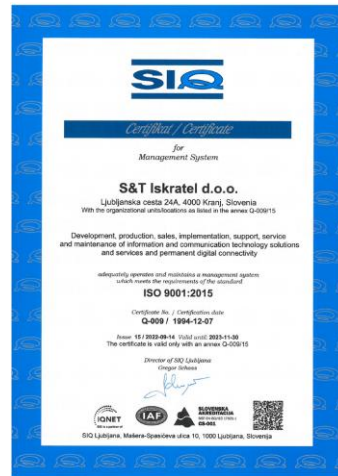 SIQ
Certifikat / Certificate
for
Management System
S&T Iskratel d.o.o.
Ljubljanska cesta 24A, 4000 Kranj, Slovenia
With the organizational units/locations as listed in the annex Q-009/15
Development, production, sales, implementation, support, service
and maintenance of information and communication technology solutions
and services and permanent digital connectivity
adequately operates and maintains a management system
which meets the requirements of the standard
ISO 9001:2015
Certificate No. / Certification date
Q-009 / 1994-12-07
Issue: 15 / 2022-09-14 Valid until: 2023-11-30
The certificate is valid only with an annex Q-009/15
Director of SIQ Ljubljana
Gregor Schoss
IQNET
IAF
SLOVENSKA
AKREDITACIJA
CS-001
SIQ Ljubljana, Mašera-Spasićeva ulica 10, 1000 Ljubljana, Slovenia